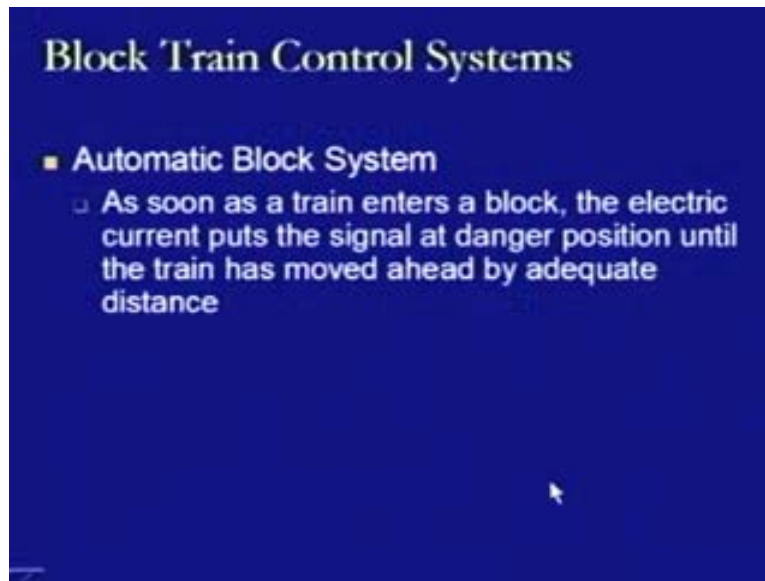 Block Train Control Systems
Automatic Block System
As soon as a train enters a block, the electric
current puts the signal at danger position until
the train has moved ahead by adequate
distance